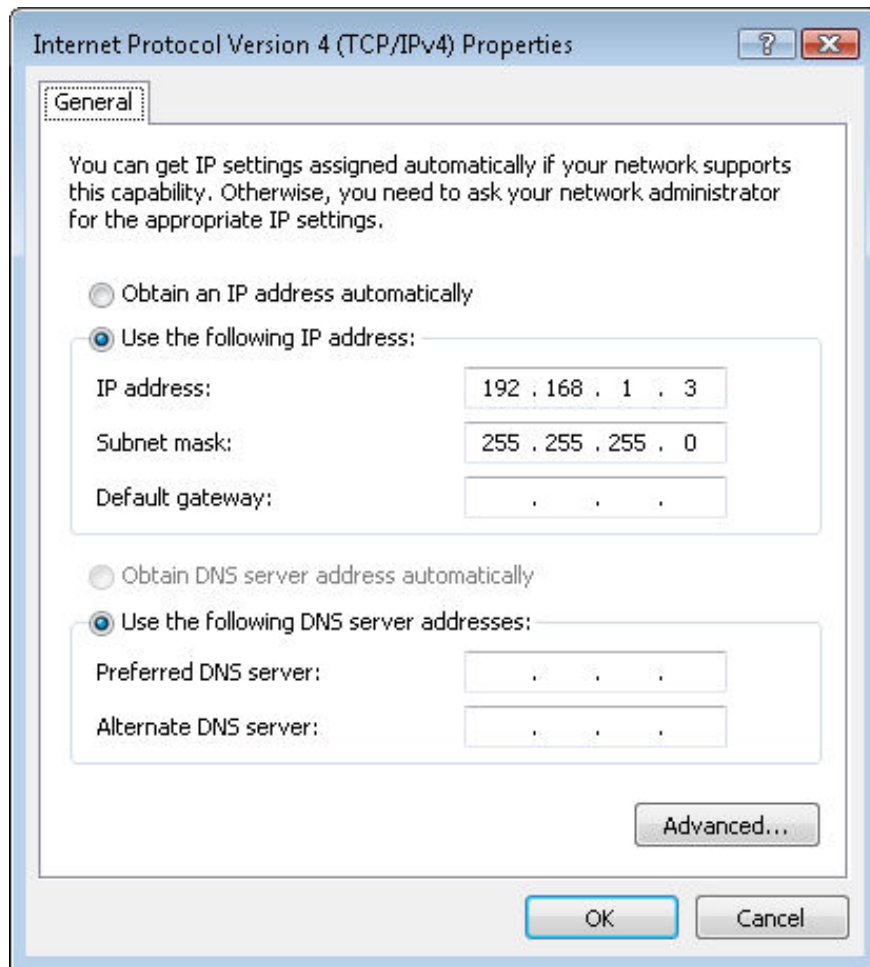 Internet Protocol Version 4 (TCP/IPv4) Properties
?
General
You can get IP settings assigned automatically if your network supports
this capability. Otherwise, you need to ask your network administrator
for the appropriate IP settings.
Obtain an IP address automatically
Use the following IP address:
IP address: 192 . 168 . 1 . 3
Subnet mask: 255 . 255 . 255 . 0
Default gateway: . . .
Obtain DNS server address automatically
Use the following DNS server addresses:
Preferred DNS server: . . .
Alternate DNS server: . . .
Advanced...
OK Cancel